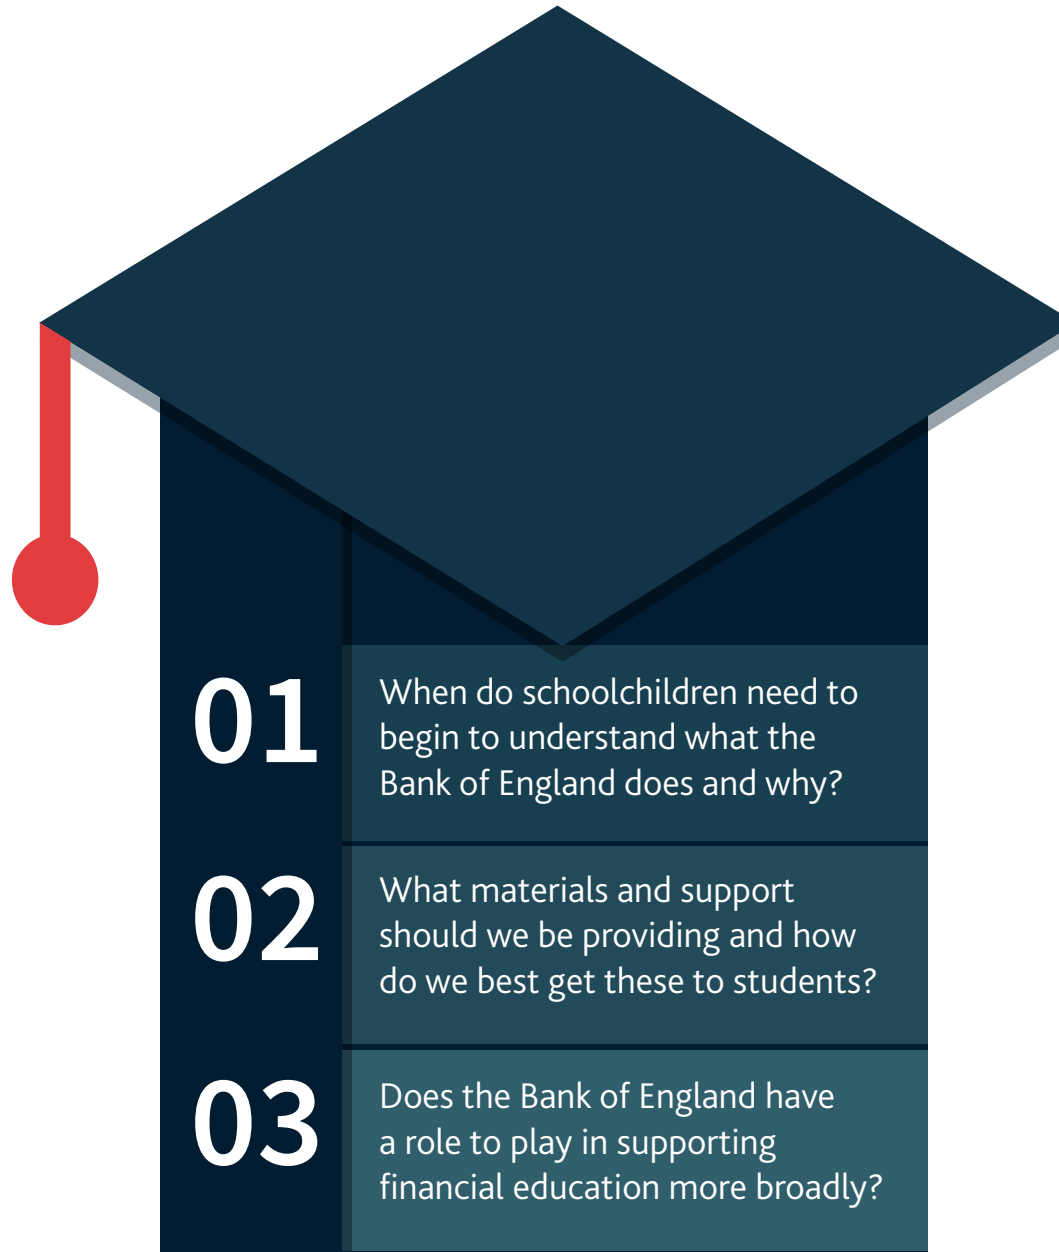 01
When do schoolchildren need to
begin to understand what the
Bank of England does and why?
02
What materials and support
should we be providing and how
do we best get these to students?
03
Does the Bank of England have
a role to play in supporting
financial education more broadly?